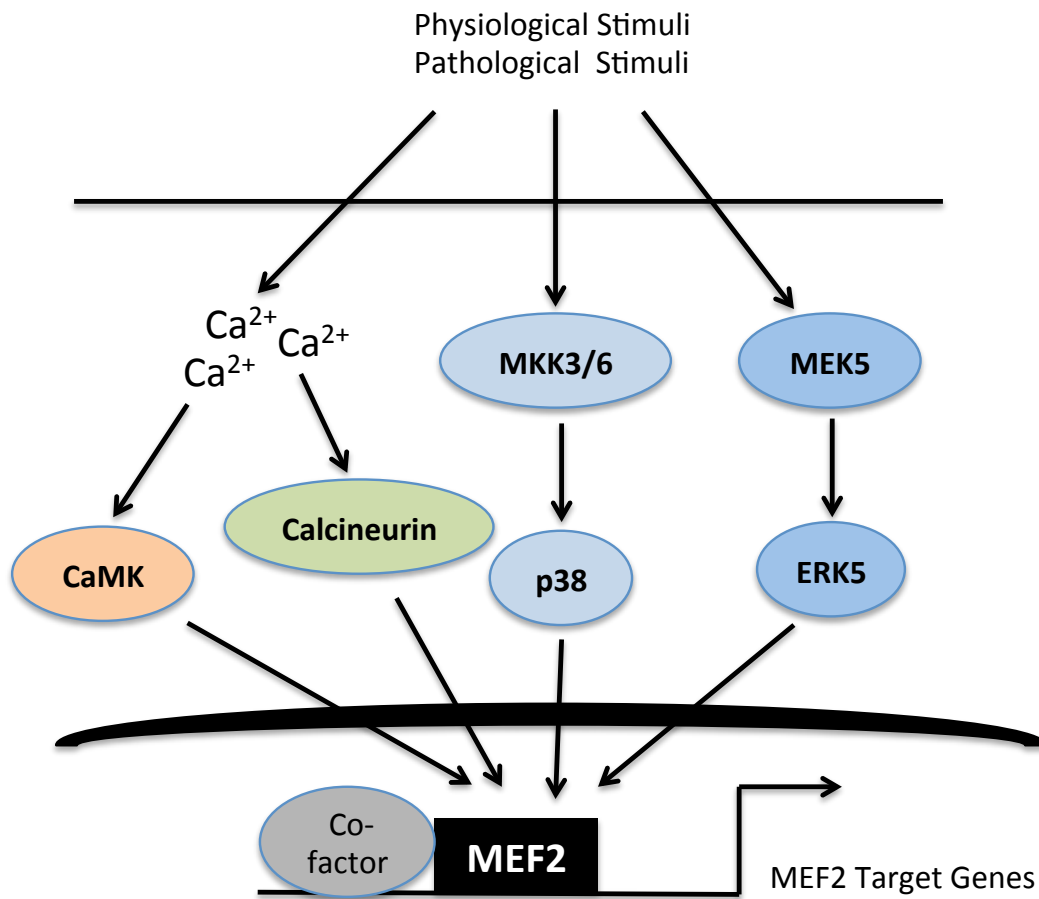 Physiological Stimuli
Pathological Stimuli
Ca²⁺
Ca²⁺
Ca²⁺
MKK3/6
MEK5
Calcineurin
CaMK
p38
ERK5
Co-
factor
MEF2
MEF2 Target Genes